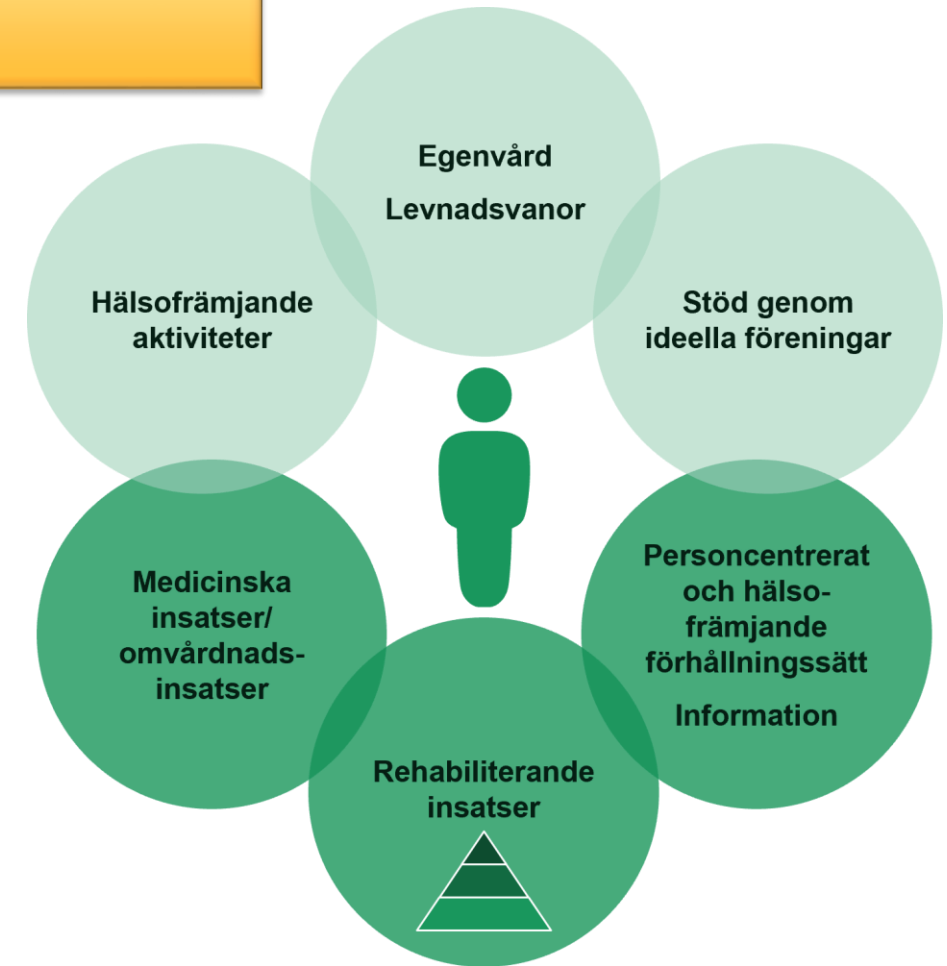 Egenvård
Levnadsvanor
Hälsofrämjande
aktiviteter
Stöd genom
ideella föreningar
Medicinska
insatser/
omvårdnads-
insatser
Personcentrerat
och hälso-
främjande
förhållningssätt
Information
Rehabiliterande
insatser